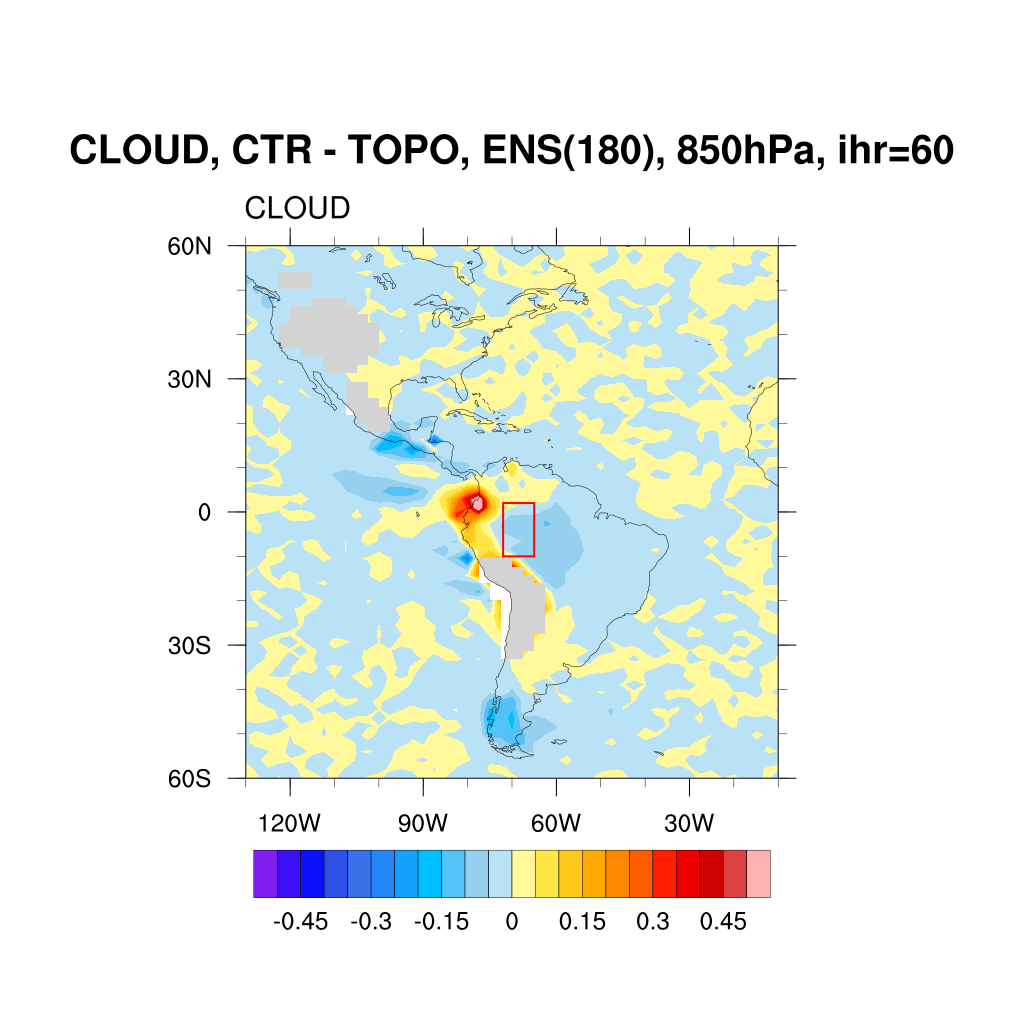 CLOUD, CTR - TOPO, ENS(180), 850hPa, ihr=60
CLOUD
60N
30N
0
30S
60S
120W 90W 60W 30W
-0.45 -0.3 -0.15 0 0.15 0.3 0.45